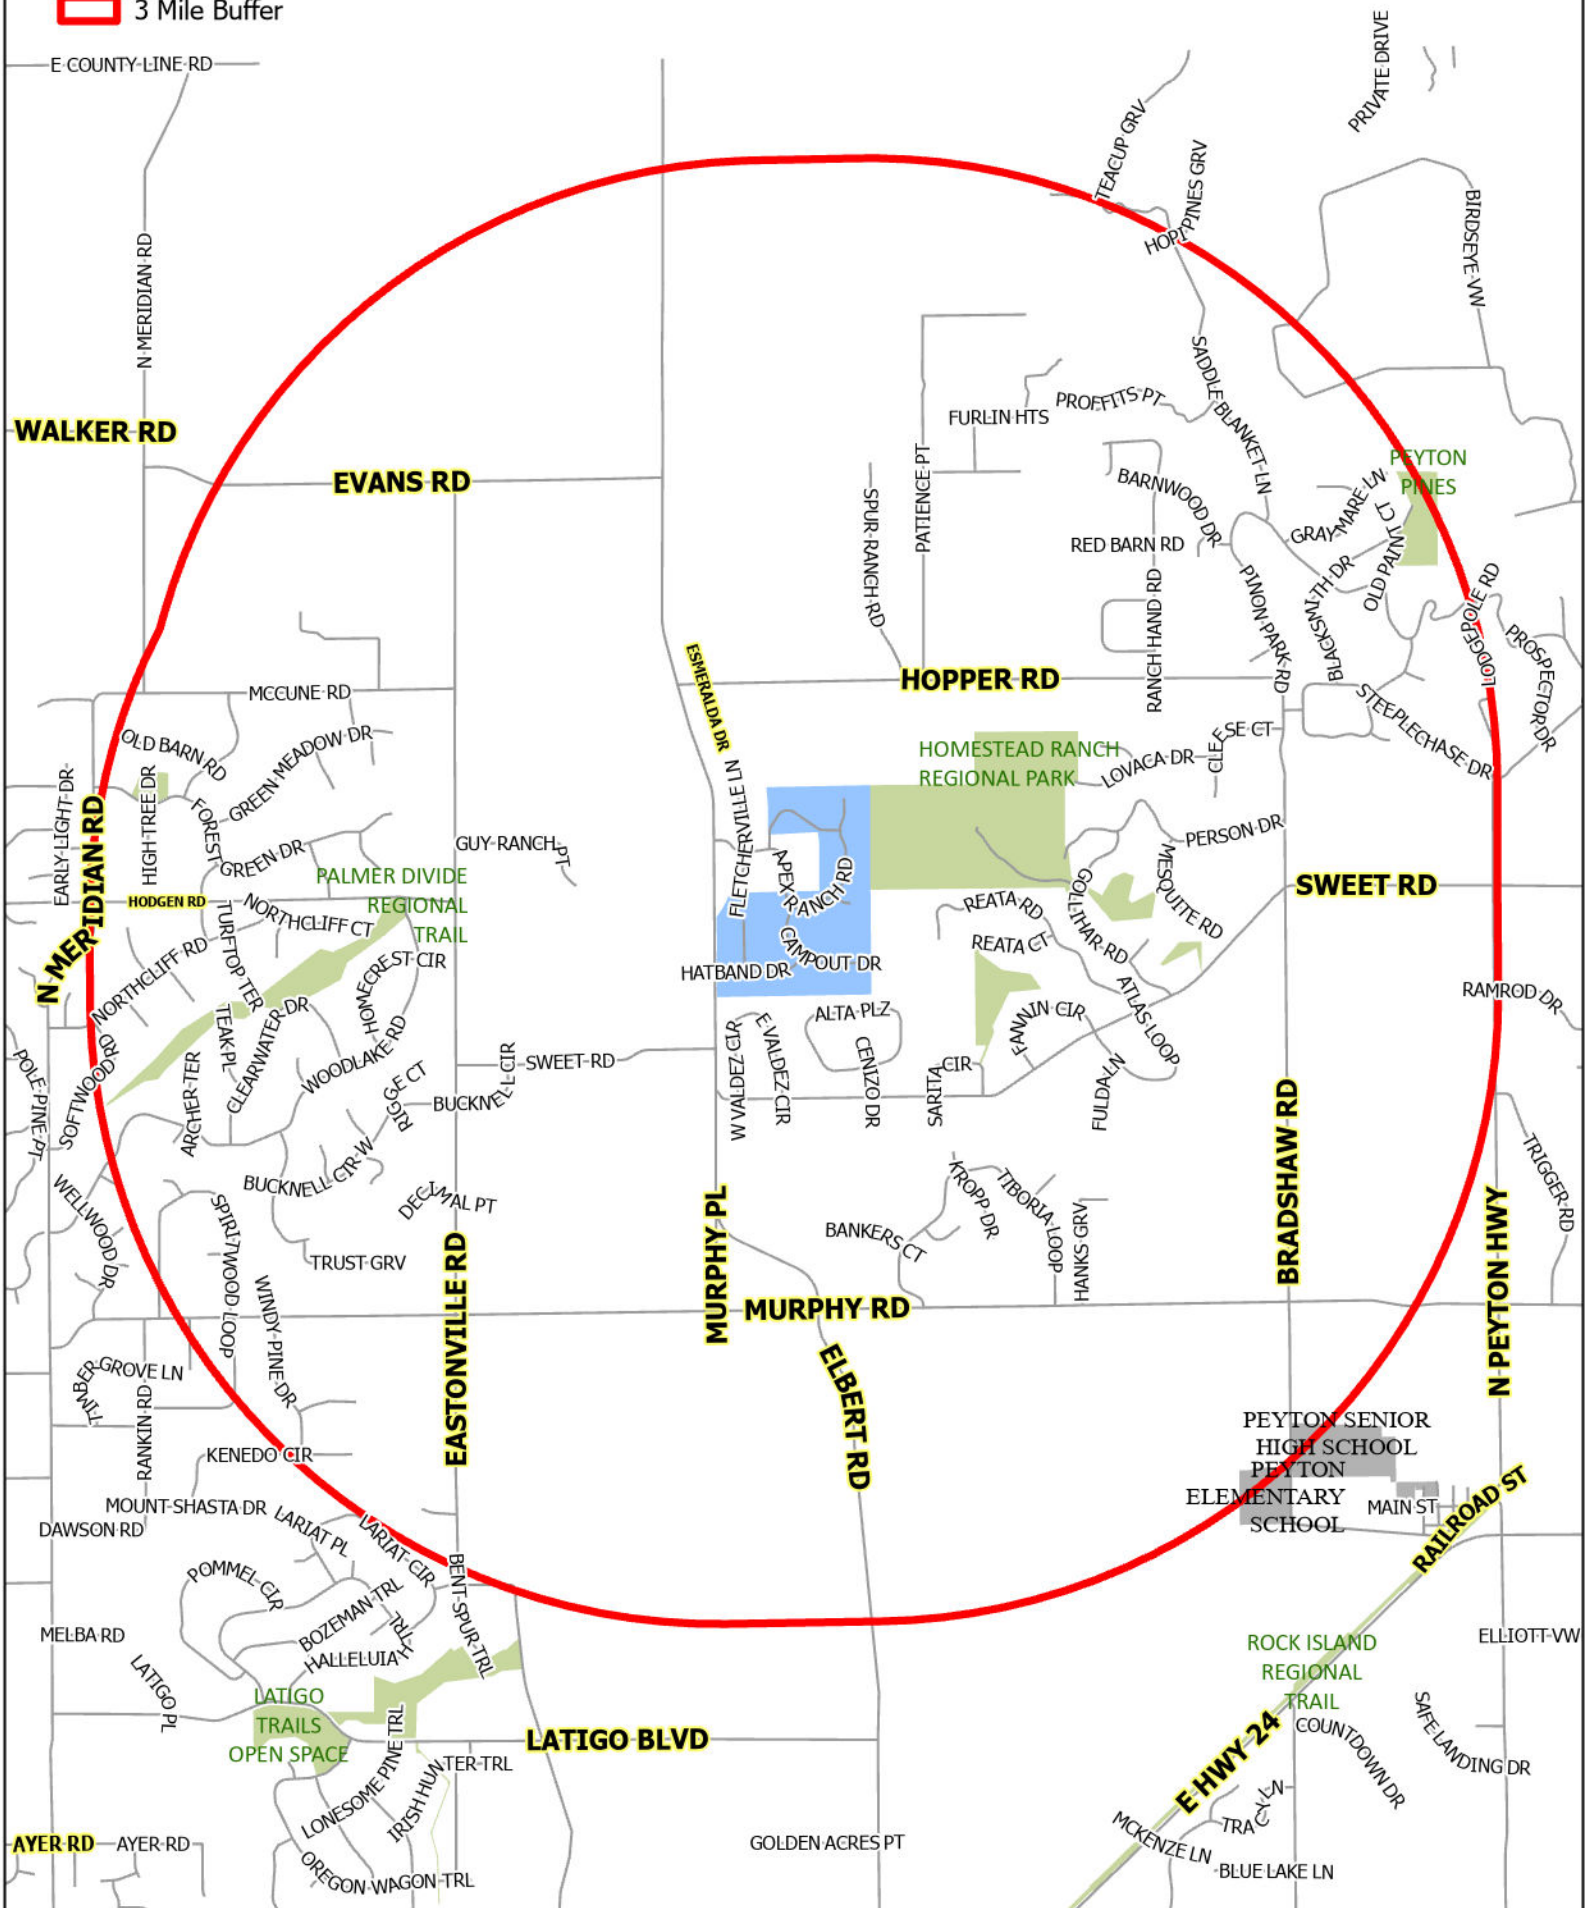 3 Mile Buffer
E COUNTY LINE RD
PRIVATE DRIVE
TEACUP GRV
HOPI PINES GRV
BIRDSEYE VW
N MERIDIAN RD
WALKER RD
EVANS RD
SADDLE BLANKET LN
PROFFITS PT
FURLIN HTS
PATIENCE PT
SPUR RANCH RD
BARNWOOD DR
RED BARN RD
RANCH HAND RD
PINON PARK RD
GRAY MARE LN
OLD PAINT CT
BLACKSMITH DR
PEYTON
PINES
LODGEPOLE RD
PROSPECTOR DR
STEEPLECHASE DR
HOPPER RD
ESMERALDA DR
MCCUNE RD
OLD BARN RD
GREEN MEADOW DR
EARLY LIGHT DR
HIGH TREE DR
FOREST
GREEN DR
N MERIDIAN RD
HODGEN RD
GUY RANCH PT
PALMER DIVIDE
REGIONAL
TRAIL
NORTHCLIFF CT
NORTHCLIFF RD
TURFTOP TER
HOMECREST CIR
TEAK PL
CLEARWATER DR
WOODLAKE RD
ARCHER TER
SOFTWOOD RD
POLE PINE PT
RIGGE CT
BUCKNELL CIR
SWEET RD
BUCKNELL CIR W
DECIMAL PT
TRUST GRV
WELLWOOD DR
SPIRITWOOD LOOP
WINDY PINE DR
EASTONVILLE RD
HOMESTEAD RANCH
REGIONAL PARK
LOVACA DR
CLEESE CT
PERSON DR
MESQUITE RD
GOLLIHAR RD
SWEET RD
FLETCHERVILLE LN
APEX RANCH RD
CAMPOUT DR
HATBAND DR
REATA RD
REATA CT
ATLAS LOOP
FANNIN CIR
FULDA LN
SARITA CIR
ALTA PLZ
CENIZO DR
W VALDEZ CIR
E VALDEZ CIR
RAMROD DR
TRIGGER RD
BRADSHAW RD
N PEYTON HWY
KROPP DR
TIBORIA LOOP
HANKS GRV
BANKERS CT
MURPHY PL
MURPHY RD
ELBERT RD
TIMBER GROVE LN
RANKIN RD
KENEDO CIR
MOUNT SHASTA DR
DAWSON RD
LARIAT PL
LARIAT CIR
POMMEL CIR
BOZEMAN TRL
HALLELUIAH TRL
BENT SPUR TRL
MELBA RD
LATIGO PL
LATIGO
TRAILS
OPEN SPACE
LATIGO BLVD
LONESOME PINE TRL
IRISH HUNTER TRL
OREGON WAGON TRL
AYER RD
AYER RD
GOLDEN ACRES PT
PEYTON SENIOR
HIGH SCHOOL
PEYTON
ELEMENTARY
SCHOOL
MAIN ST
RAILROAD ST
ROCK ISLAND
REGIONAL
TRAIL
ELLIOTT VW
SAFE LANDING DR
COUNTDOWN DR
E HWY 24
TRACY LN
MCKENZE LN
BLUE LAKE LN